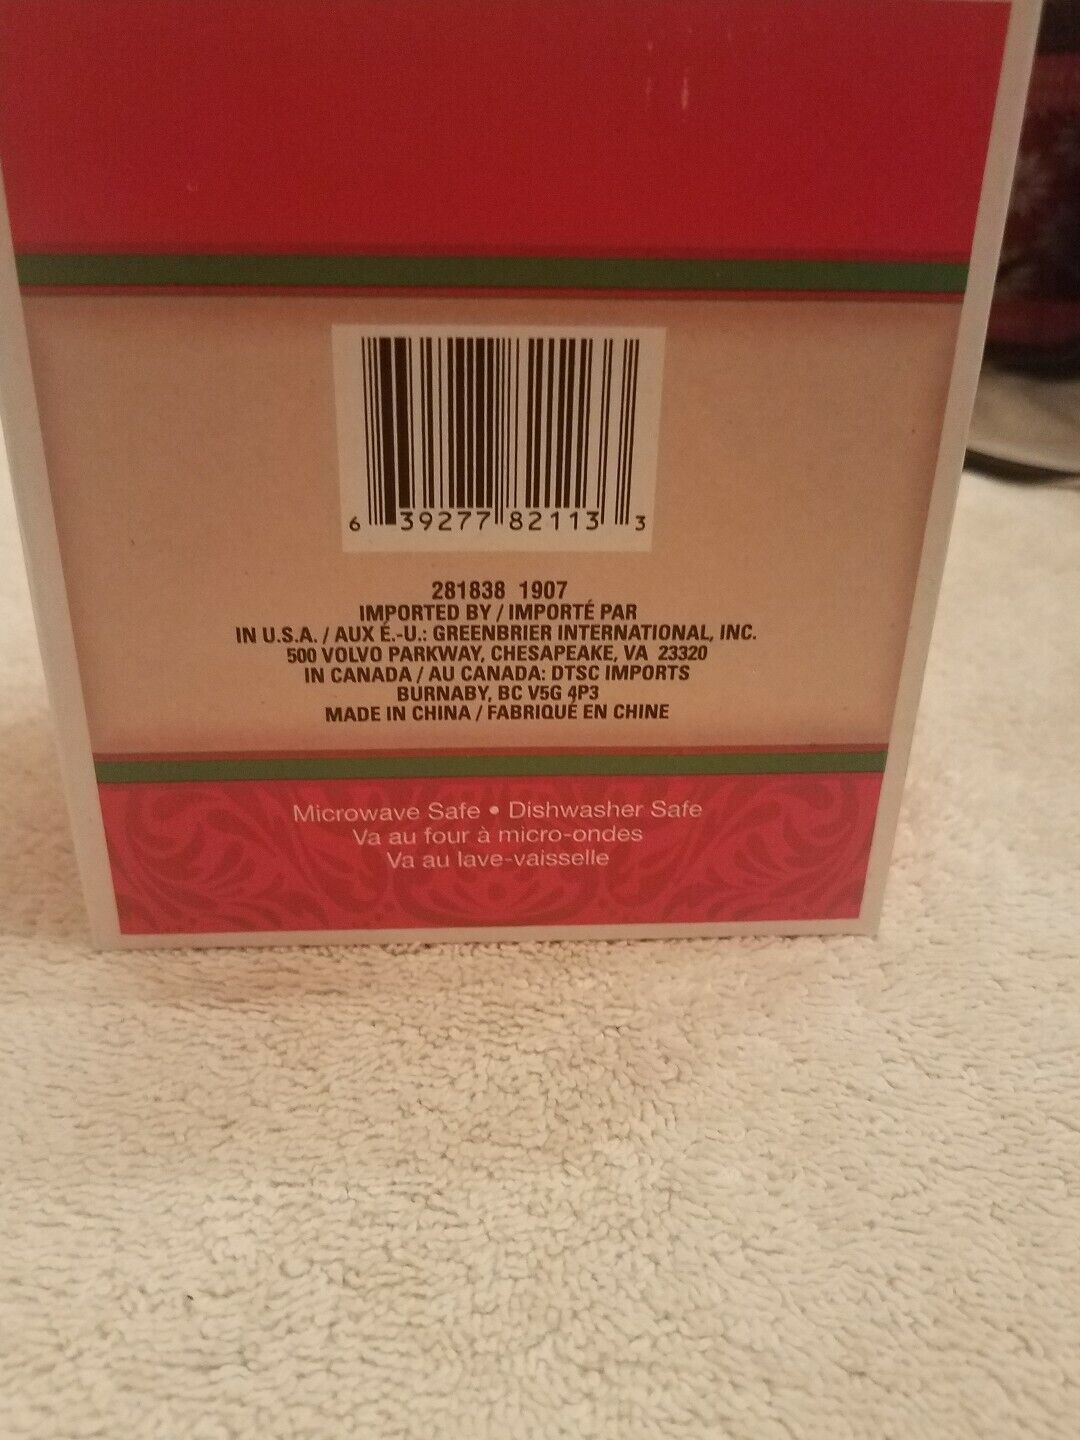 6 39277 82113 3
281838 1907
IMPORTED BY / IMPORTÉ PAR
IN U.S.A. / AUX É.-U.: GREENBRIER INTERNATIONAL, INC.
500 VOLVO PARKWAY, CHESAPEAKE, VA 23320
IN CANADA / AU CANADA: DTSC IMPORTS
BURNABY, BC V5G 4P3
MADE IN CHINA / FABRIQUÉ EN CHINE
Microwave Safe • Dishwasher Safe
Va au four à micro-ondes
Va au lave-vaisselle